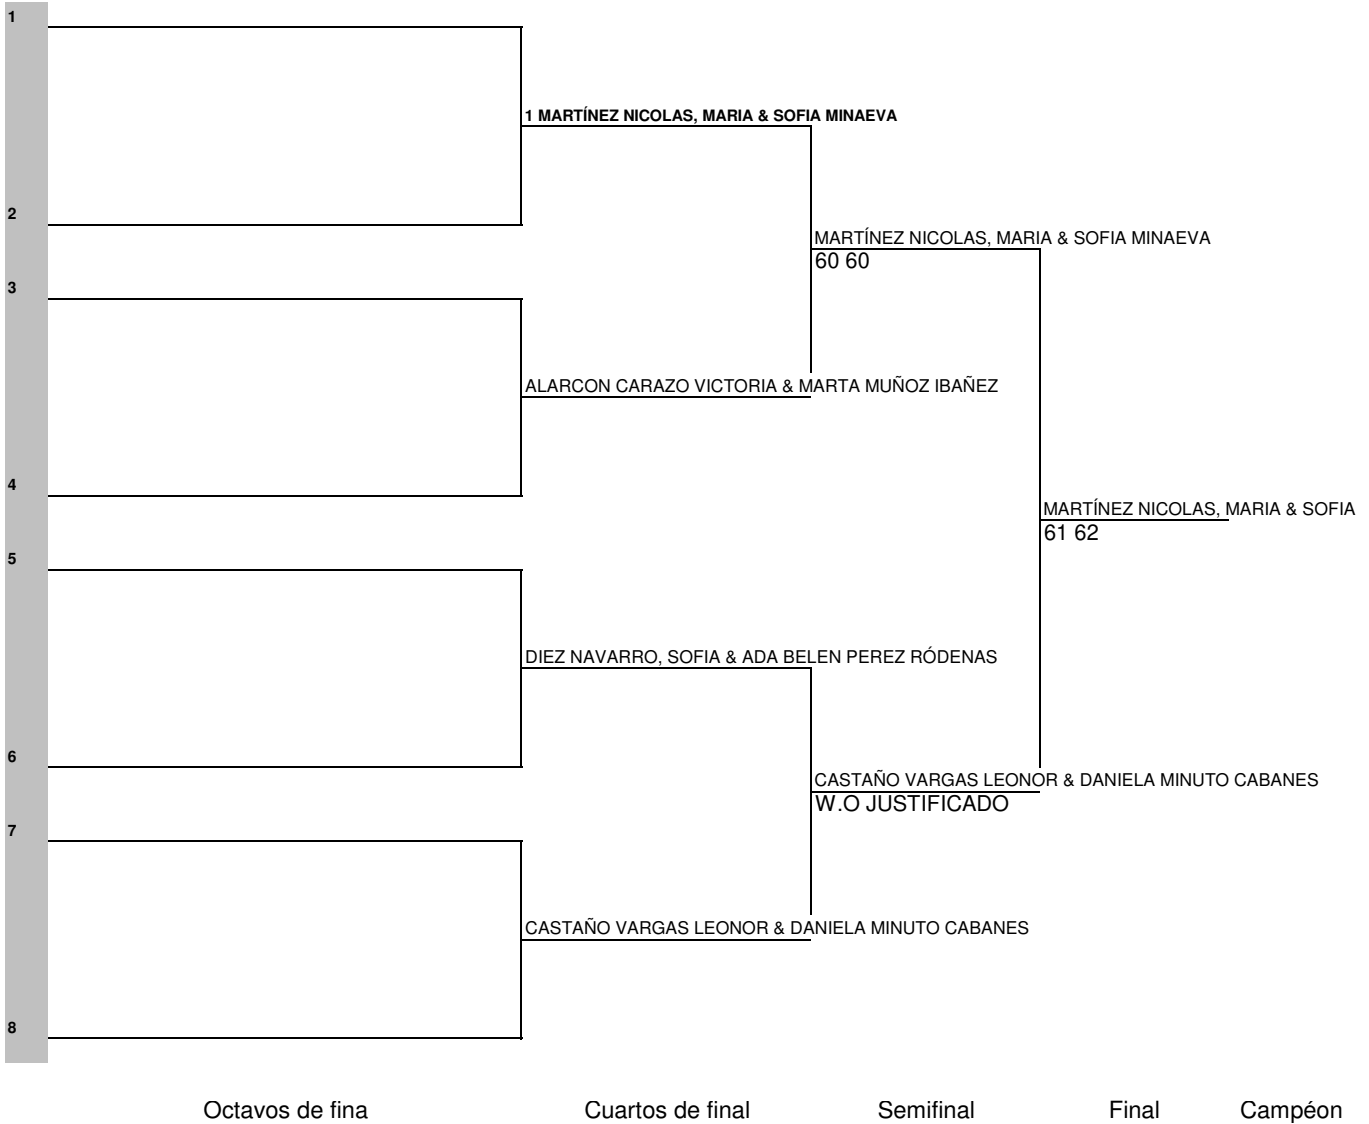 1
1 MARTÍNEZ NICOLAS, MARIA & SOFIA MINAEVA
2
MARTÍNEZ NICOLAS, MARIA & SOFIA MINAEVA
60 60
3
ALARCON CARAZO VICTORIA & MARTA MUÑOZ IBAÑEZ
4
MARTÍNEZ NICOLAS, MARIA & SOFIA
61 62
5
DIEZ NAVARRO, SOFIA & ADA BELEN PEREZ RÓDENAS
6
CASTAÑO VARGAS LEONOR & DANIELA MINUTO CABANES
W.O JUSTIFICADO
7
CASTAÑO VARGAS LEONOR & DANIELA MINUTO CABANES
8
Octavos de fina Cuartos de final Semifinal Final Campéon